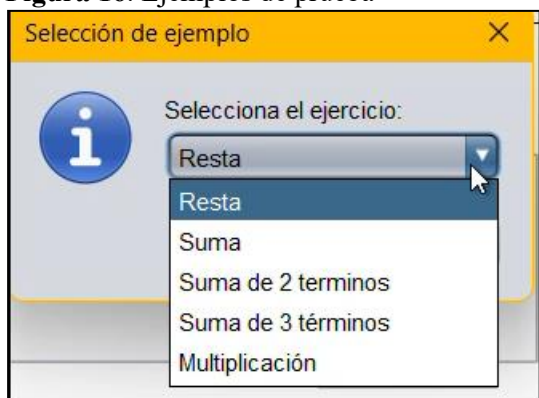 Selección de ejemplo
Selecciona el ejercicio:
Resta
Resta
Suma
Suma de 2 terminos
Suma de 3 términos
Multiplicación